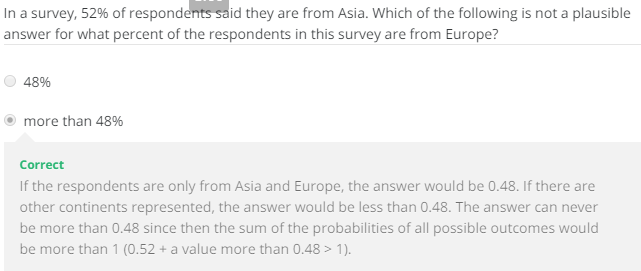 In a survey, 52% of respondents said they are from Asia. Which of the following is not a plausible
answer for what percent of the respondents in this survey are from Europe?
48%
more than 48%
Correct
If the respondents are only from Asia and Europe, the answer would be 0.48. If there are
other continents represented, the answer would be less than 0.48. The answer can never
be more than 0.48 since then the sum of the probabilities of all possible outcomes would
be more than 1 (0.52 + a value more than 0.48 > 1).